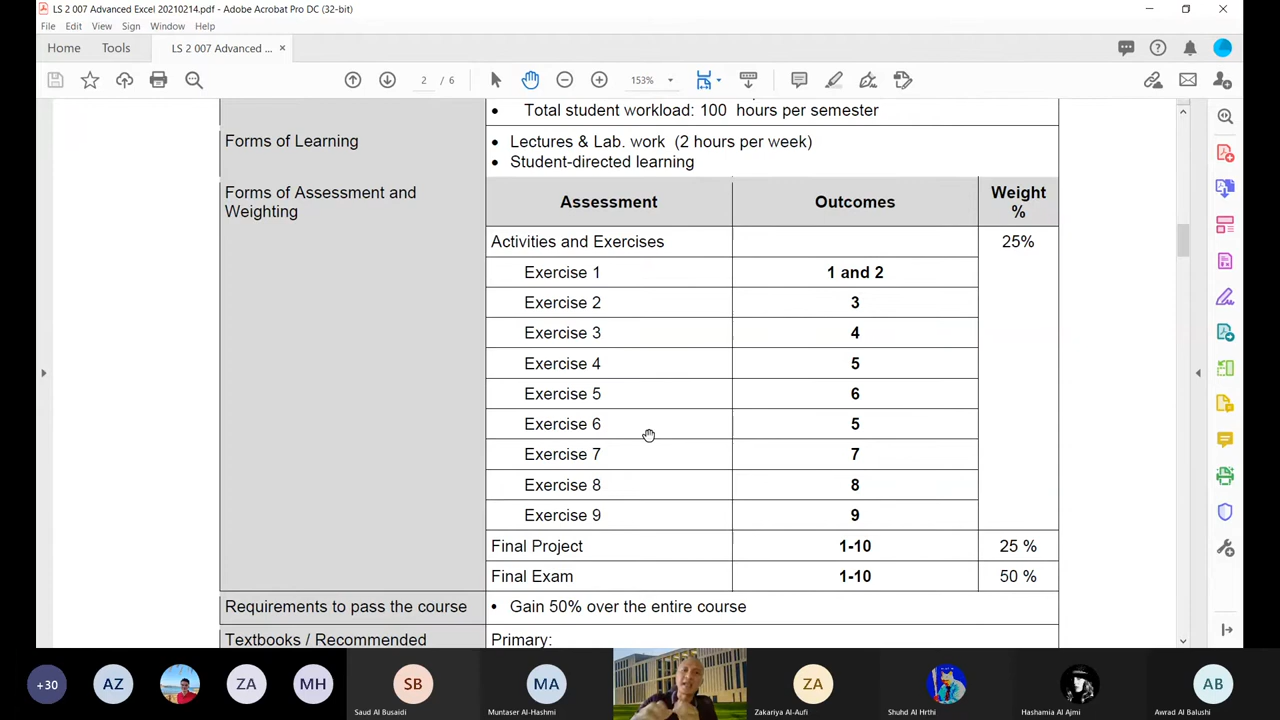 LS 2 007 Advanced Excel 20210214.pdf - Adobe Acrobat Pro DC (32-bit)
File Edit View Sign Window Help
Home Tools LS 2 007 Advanced ... ×
2 / 6 153%
• Total student workload: 100 hours per semester
Forms of Learning
• Lectures & Lab. work (2 hours per week)
• Student-directed learning
Forms of Assessment and
Weighting
Assessment Outcomes Weight
%
Activities and Exercises 25%
Exercise 1 1 and 2
Exercise 2 3
Exercise 3 4
Exercise 4 5
Exercise 5 6
Exercise 6 5
Exercise 7 7
Exercise 8 8
Exercise 9 9
Final Project 1-10 25 %
Final Exam 1-10 50 %
Requirements to pass the course • Gain 50% over the entire course
Textbooks / Recommended Primary:
+30 AZ ZA MH SB MA ZA AB
Saud Al Busaidi Muntaser Al-Hashmi Zakariya Al-Aufi Shuhd Al Hrthi Hashamia Al Ajmi Awrad Al Balushi